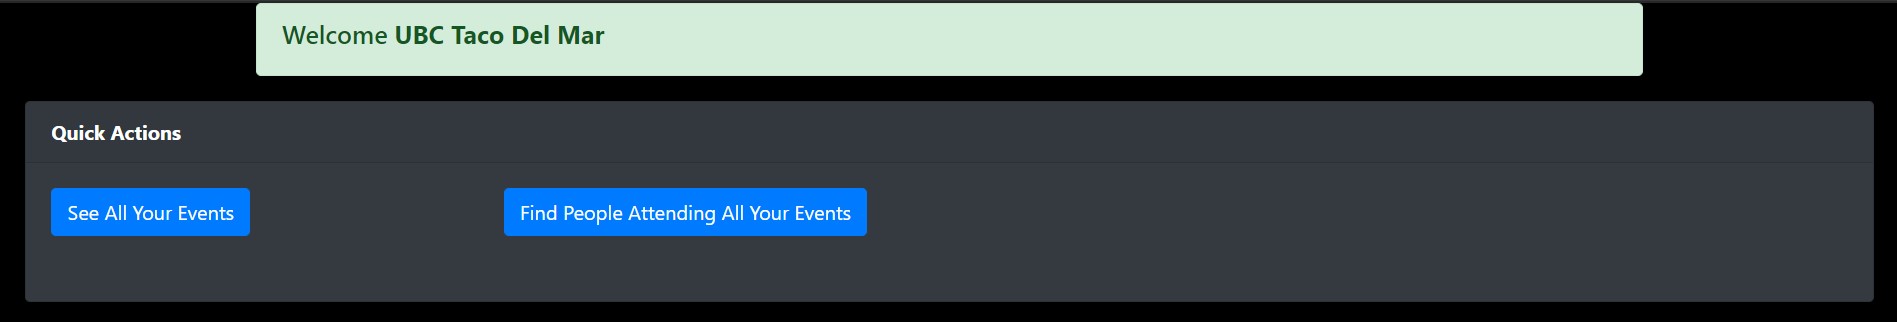 Welcome UBC Taco Del Mar
Quick Actions
See All Your Events
Find People Attending All Your Events